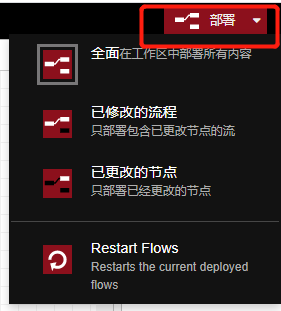 部署
全面在工作区中部署所有内容
已修改的流程
只部署包含已更改节点的流
已更改的节点
只部署已经更改的节点
Restart Flows
Restarts the current deployed
flows